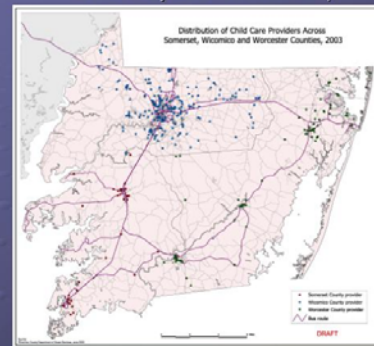 Distribution of Child Care Providers Across
Somerset, Wicomico and Worcester Counties, 2003
Somerset County provider
Wicomico County provider
Worcester County provider
Bus route
DRAFT